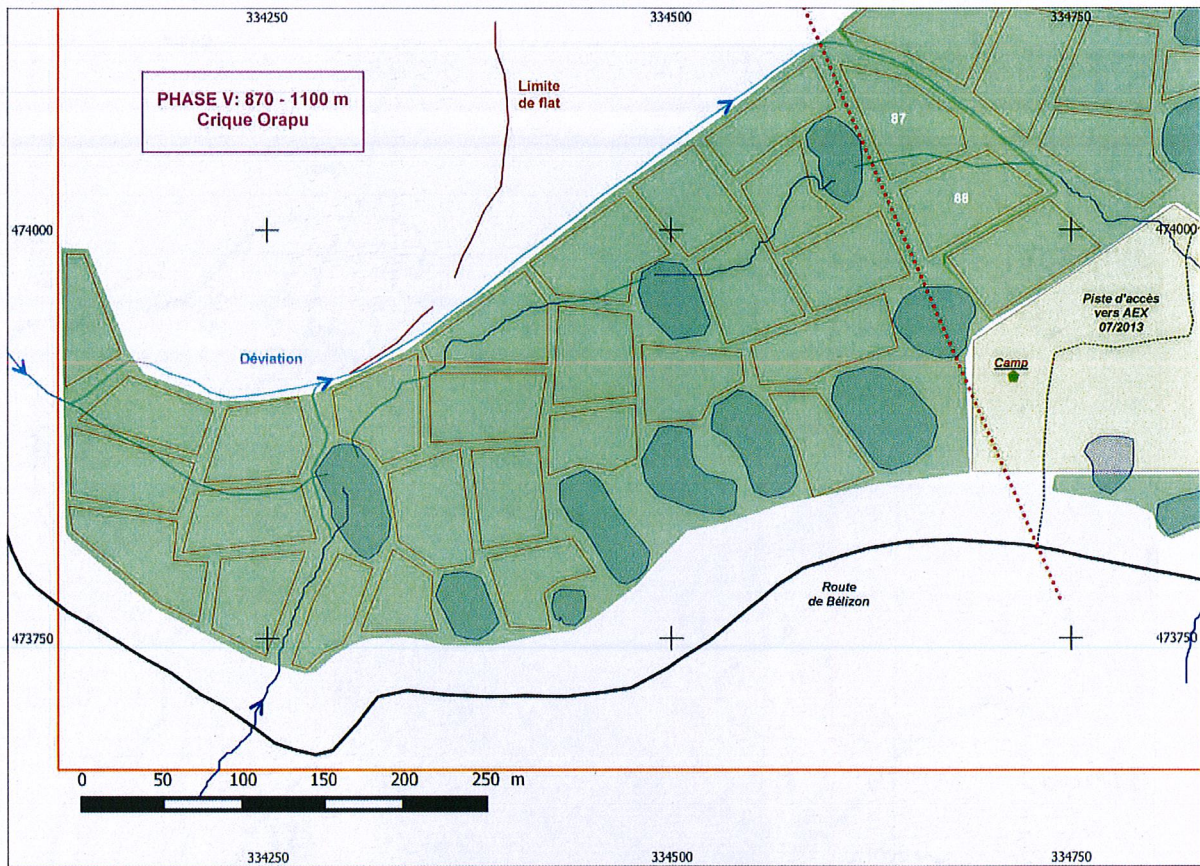 334250
334500
334750
PHASE V: 870 - 1100 m
Crique Orapu
Limite
de flat
87
88
474000
474000
Piste d'accès
vers AEX
07/2013
Déviation
Camp
Route
de Bélizon
473750
473750
0 50 100 150 200 250 m
334250
334500
334750